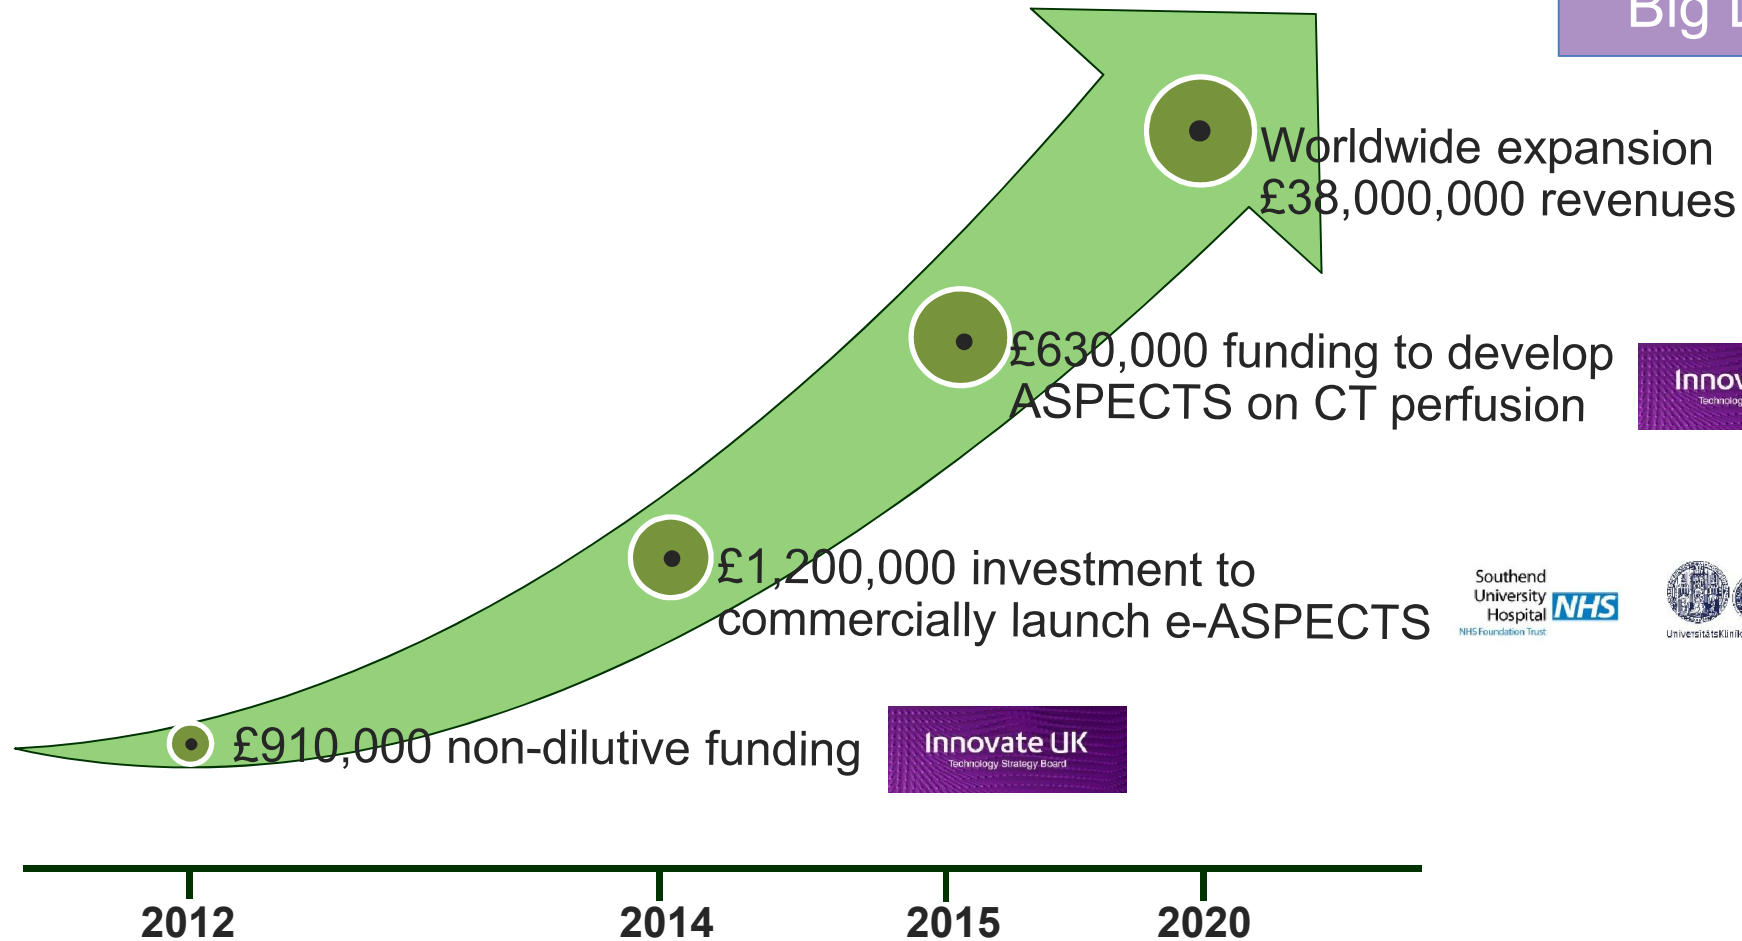 Big
Worldwide expansion
£38,000,000 revenues
£630,000 funding to develop
ASPECTS on CT perfusion
£1,200,000 investment to
commercially launch e-ASPECTS
Southend
University
Hospital
NHS
NHS Foundation Trust
£910,000 non-dilutive funding
Innovate UK
Technology Strategy Board
2012 2014 2015 2020